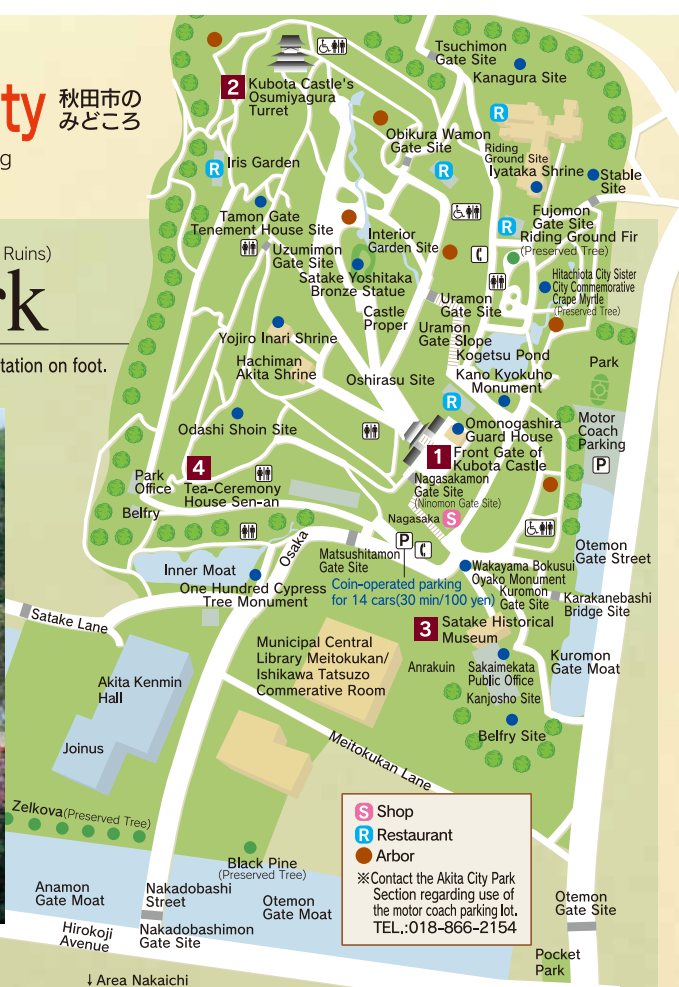 ty
秋田市の
みどころ
g
Ruins)
rk
tation on foot.
Tsuchimon
Gate Site
Kanagura Site
2
Kubota Castle's
Osumiyagura
Turret
R
Obikura Wamon
Gate Site
Riding
Ground Site
Iyataka Shrine
Stable
Site
R
Iris Garden
R
Tamon Gate
Tenement House Site
Fujomon
Gate Site
R
Riding Ground Fir
(Preserved Tree)
Uzumimon
Gate Site
Interior
Garden Site
Satake Yoshitaka
Bronze Statue
Hitachiota City Sister
City Commemorative
Crape Myrtle
(Preserved Tree)
Castle
Proper
Uramon
Gate Site
Uramon
Gate Slope
Yojiro Inari Shrine
Kogetsu Pond
Hachiman
Akita Shrine
Oshirasu Site
Kano Kyokuho
Monument
Park
R
Odashi Shoin Site
Omonogashira
Guard House
Motor
Coach
Parking
P
1
Front Gate of
Kubota Castle
Nagasakamon
Gate Site
(Ninomon Gate Site)
4
Tea-Ceremony
House Sen-an
Park
Office
Belfry
Nagasaka
S
Osaka
P
Matsushitamon
Gate Site
Otemon
Gate Street
Inner Moat
One Hundred Cypress
Tree Monument
Coin-operated parking
for 14 cars(30 min/100 yen)
Wakayama Bokusui
Oyako Monument
Kuromon
Gate Site
Karakanebashi
Bridge Site
Satake Lane
3
Satake Historical
Museum
Municipal Central
Library Meitokukan/
Ishikawa Tatsuzo
Commerative Room
Anrakuin
Sakaimekata
Public Office
Kanjosho Site
Kuromon
Gate Moat
Akita Kenmin
Hall
Belfry Site
Joinus
Meitokukan Lane
Zelkova(Preserved Tree)
S Shop
R Restaurant
Arbor
※Contact the Akita City Park
Section regarding use of
the motor coach parking lot.
TEL.:018-866-2154
Black Pine
(Preserved Tree)
Anamon
Gate Moat
Nakadobashi
Street
Otemon
Gate Moat
Otemon
Gate Site
Hirokoji
Avenue
Nakadobashimon
Gate Site
Pocket
Park
↓Area Nakaichi